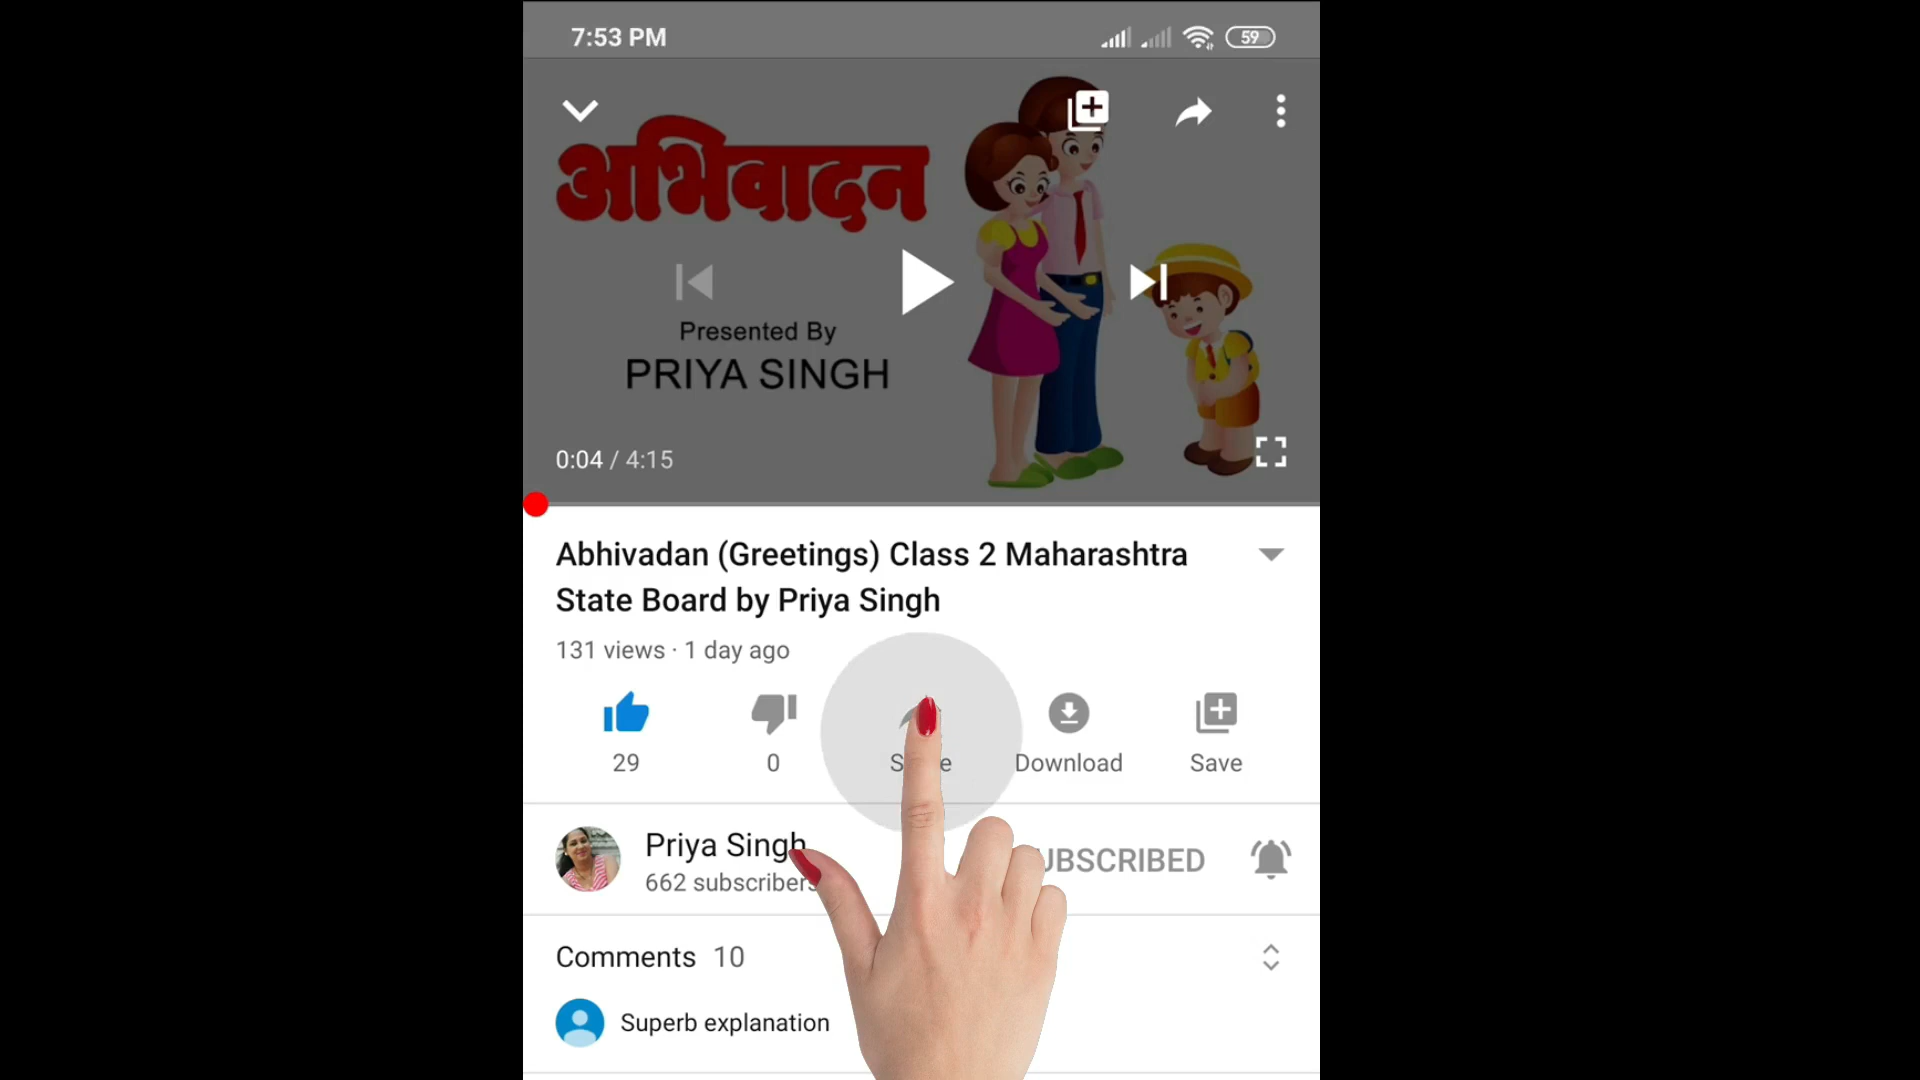 7:53 PM
59
अभिवादन
Presented By
PRIYA SINGH
0:04 / 4:15
Abhivadan (Greetings) Class 2 Maharashtra
State Board by Priya Singh
131 views · 1 day ago
29
0
Download
Save
Priya Singh
662 subscribers
Comments 10
Superb explanation